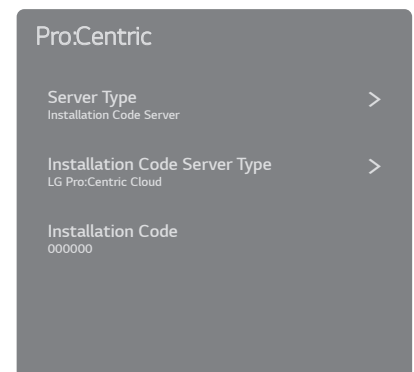 Pro:Centric
Server Type
Installation Code Server
Installation Code Server Type
LG Pro:Centric Cloud
Installation Code
000000